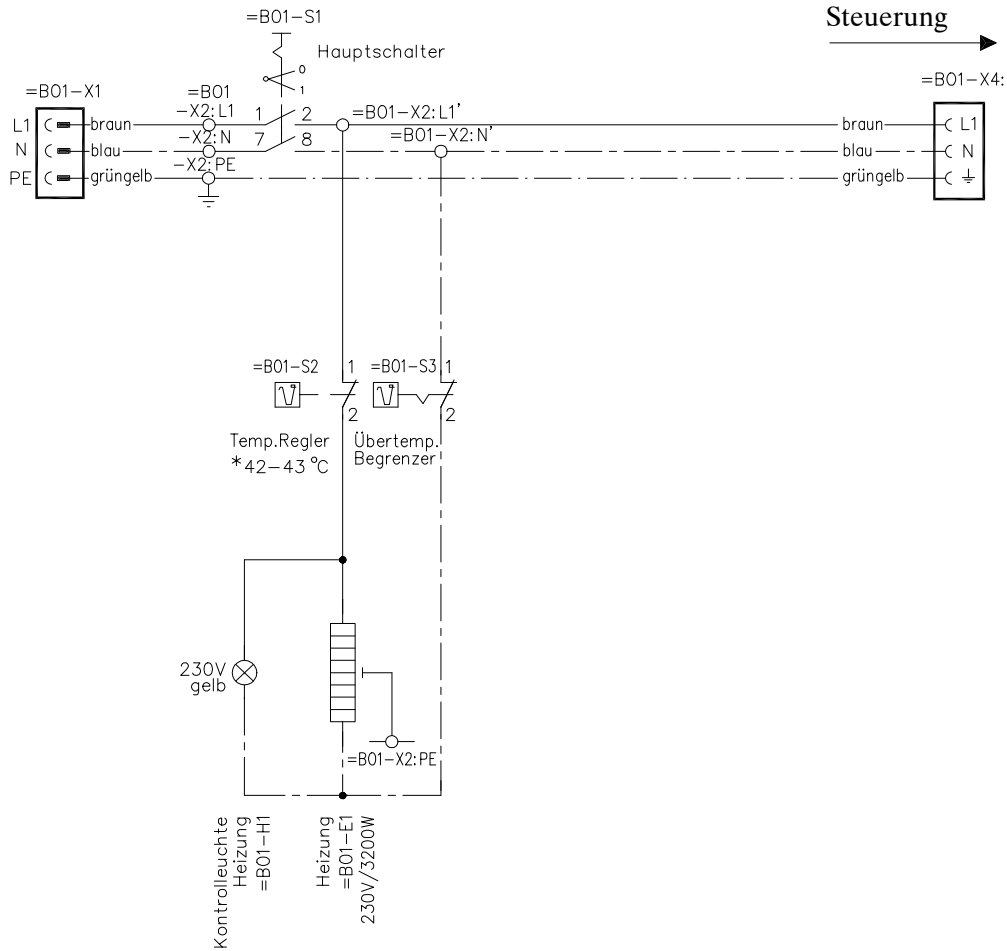 =B01-S1
Steuerung
Hauptschalter
0
1
=B01-X1
=B01
=B01-X4:
-X2:L1
1
2
=B01-X2:L1'
L1
braun
braun
L1
-X2:N
7
8
=B01-X2:N'
N
blau
blau
N
-X2:PE
PE
grüngelb
grüngelb
=B01-S2
1
=B01-S3
1
2
2
Temp.Regler
*42-43 °C
Übertemp.
Begrenzer
230V
gelb
=B01-X2:PE
Kontrolleuchte
Heizung
=B01-H1
Heizung
=B01-E1
230V/3200W